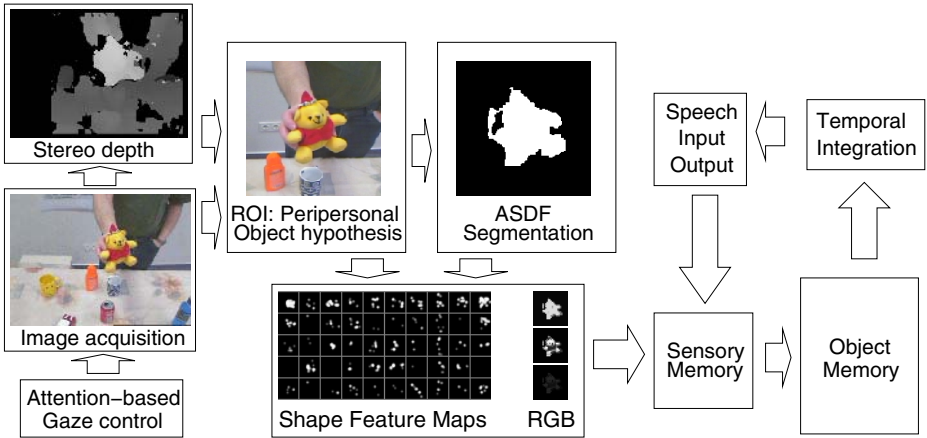 Stereo depth
Image acquisition
Attention−based
Gaze control
ROI: Peripersonal
Object hypothesis
ASDF
Segmentation
Shape Feature Maps
RGB
Speech
Input
Output
Temporal
Integration
Sensory
Memory
Object
Memory